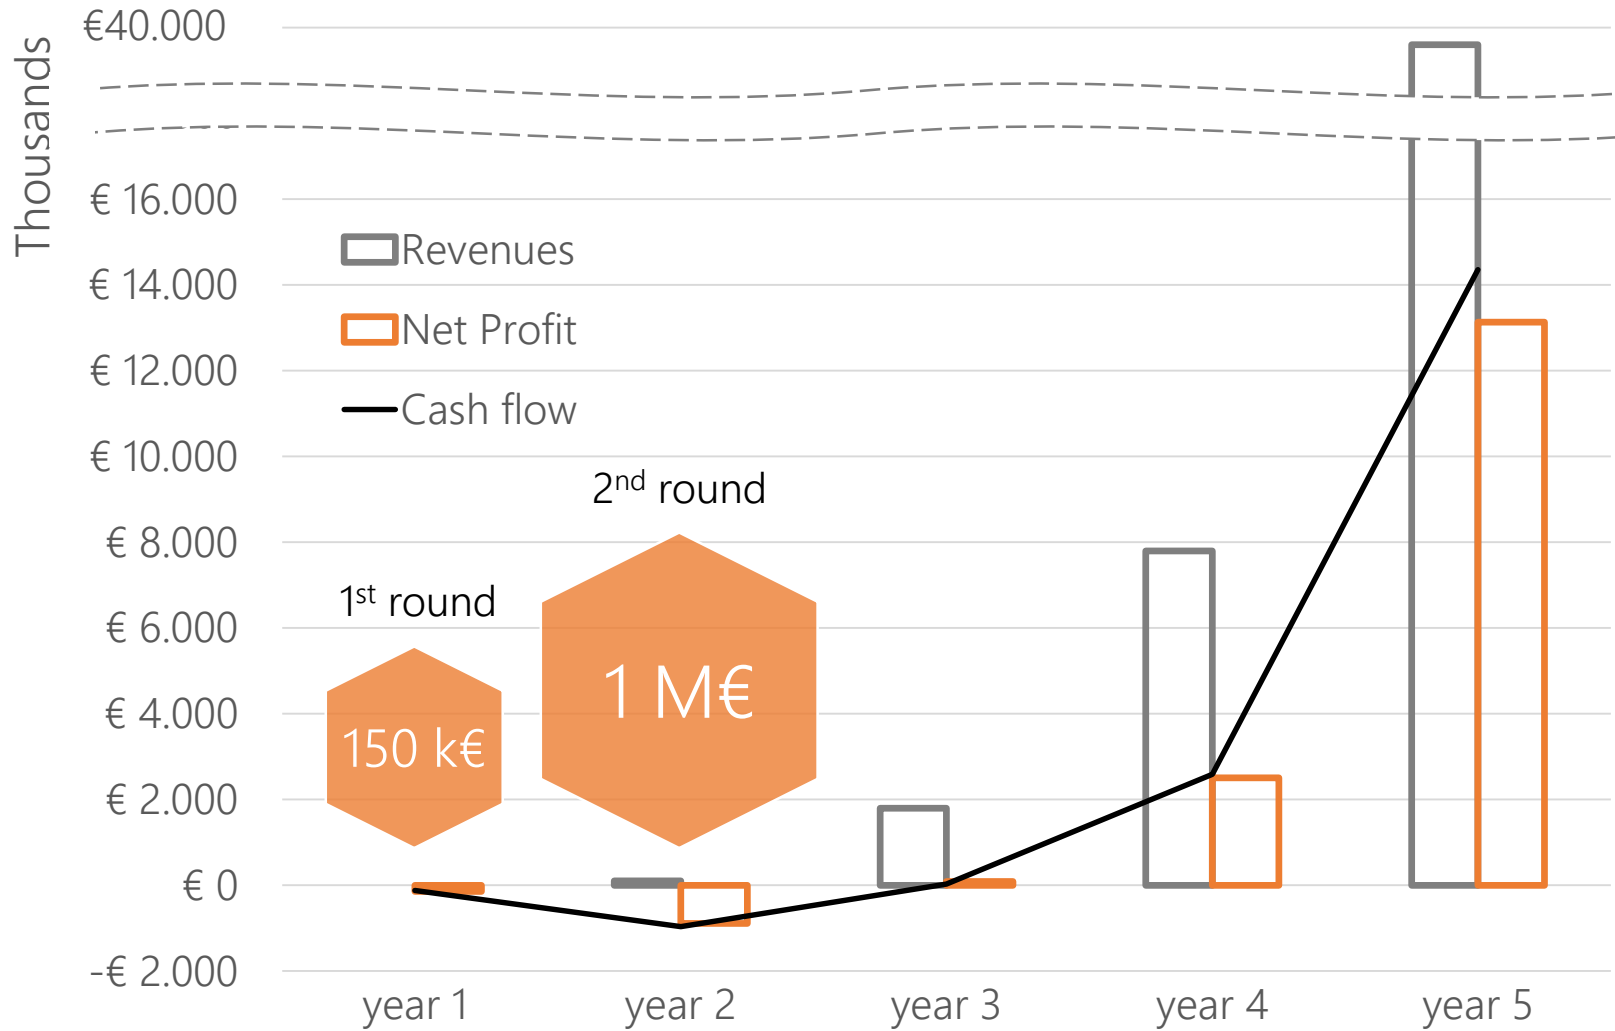 Thousands
€40.000
€ 16.000
€ 14.000
€ 12.000
€ 10.000
€ 8.000
€ 6.000
€ 4.000
€ 2.000
€ 0
-€ 2.000
Revenues
Net Profit
Cash flow
1st round
150 k€
2nd round
1 M€
year 1
year 2
year 3
year 4
year 5